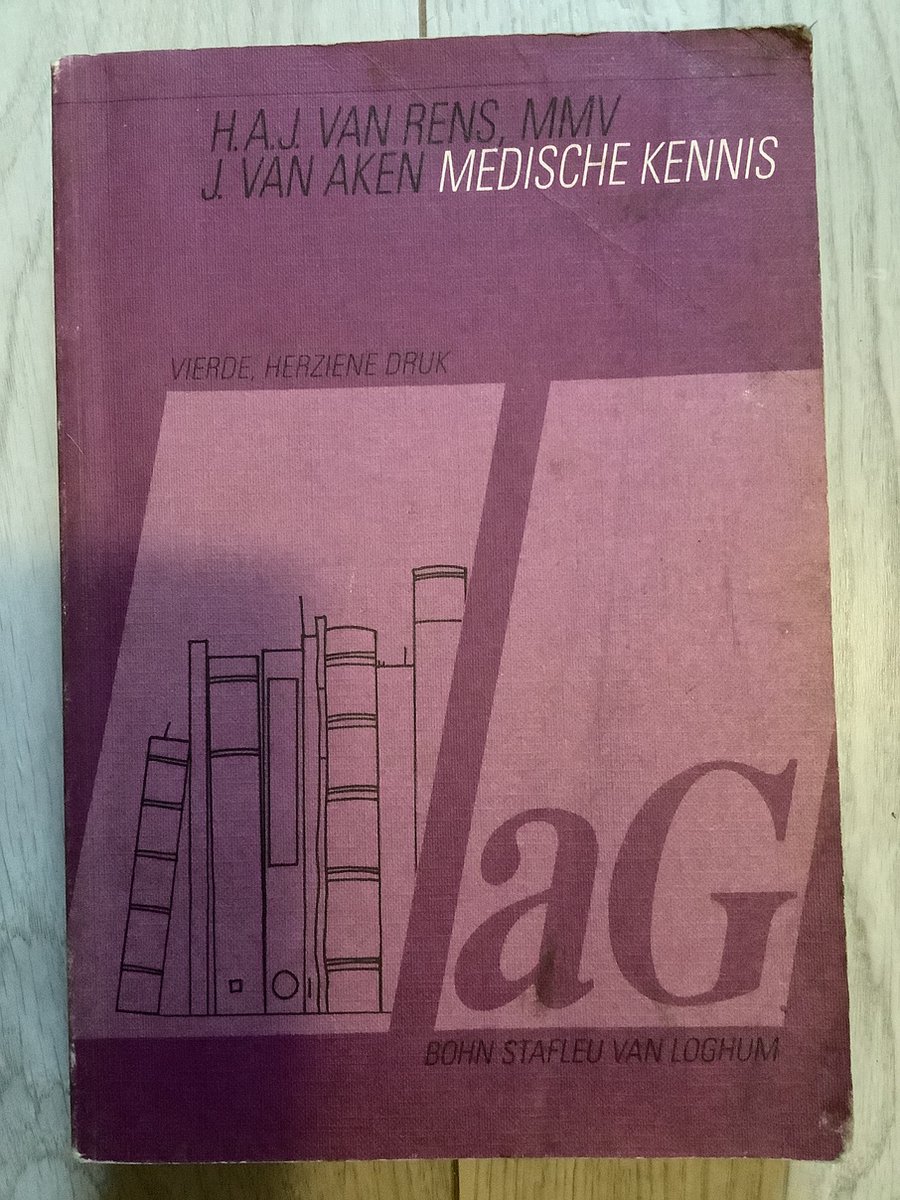 H.A.J. VAN RENS, MMV
J. VAN AKEN MEDISCHE KENNIS
VIERDE, HERZIENE DRUK
aG
BOHN STAFLEU VAN LOGHUM